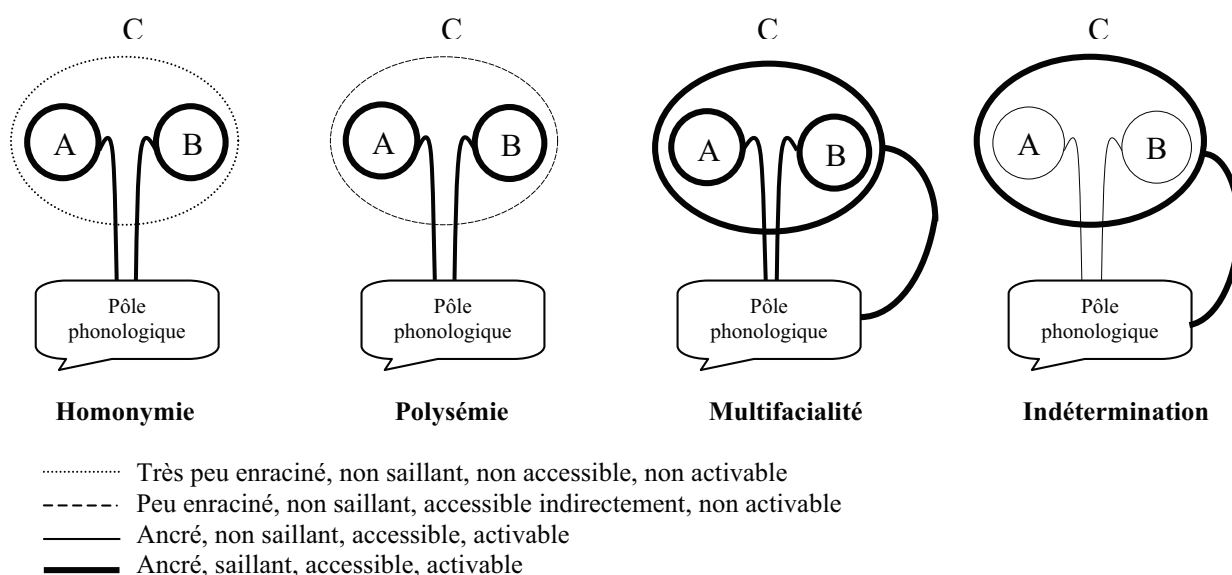 C C C C
A B A B A B A B
Pôle Pôle Pôle Pôle
phonologique phonologique phonologique phonologique
Homonymie Polysémie Multifacialité Indétermination
Très peu enraciné, non saillant, non accessible, non activable
Peu enraciné, non saillant, accessible indirectement, non activable
Ancré, non saillant, accessible, activable
Ancré, saillant, accessible, activable